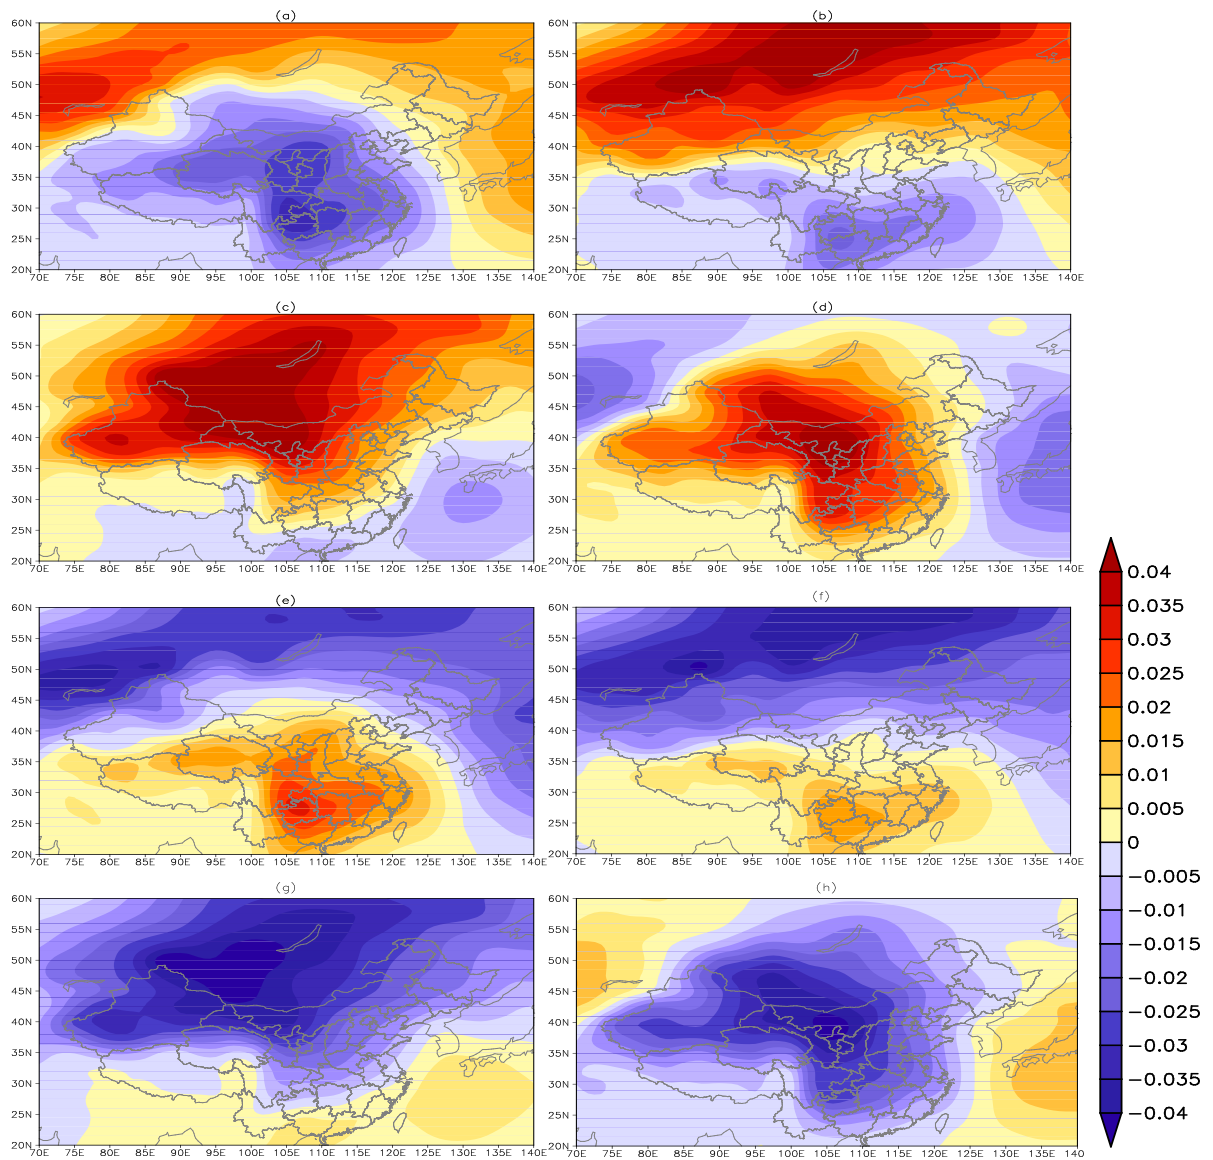 (a) (b)
60N 60N
55N 55N
50N 50N
45N 45N
40N 40N
35N 35N
30N 30N
25N 25N
20N 20N
70E 75E 80E 85E 90E 95E 100E 105E 110E 115E 120E 125E 130E 135E 140E 70E 75E 80E 85E 90E 95E 100E 105E 110E 115E 120E 125E 130E 135E 140E
(c) (d)
60N 60N
55N 55N
50N 50N
45N 45N
40N 40N
35N 35N
30N 30N
25N 25N
20N 20N
70E 75E 80E 85E 90E 95E 100E 105E 110E 115E 120E 125E 130E 135E 140E 70E 75E 80E 85E 90E 95E 100E 105E 110E 115E 120E 125E 130E 135E 140E
(e) (f)
60N 60N
55N 55N
50N 50N
45N 45N
40N 40N
35N 35N
30N 30N
25N 25N
20N 20N
70E 75E 80E 85E 90E 95E 100E 105E 110E 115E 120E 125E 130E 135E 140E 70E 75E 80E 85E 90E 95E 100E 105E 110E 115E 120E 125E 130E 135E 140E
(g) (h)
60N 60N
55N 55N
50N 50N
45N 45N
40N 40N
35N 35N
30N 30N
25N 25N
20N 20N
70E 75E 80E 85E 90E 95E 100E 105E 110E 115E 120E 125E 130E 135E 140E 70E 75E 80E 85E 90E 95E 100E 105E 110E 115E 120E 125E 130E 135E 140E
0.04
0.035
0.03
0.025
0.02
0.015
0.01
0.005
0
−0.005
−0.01
−0.015
−0.02
−0.025
−0.03
−0.035
−0.04